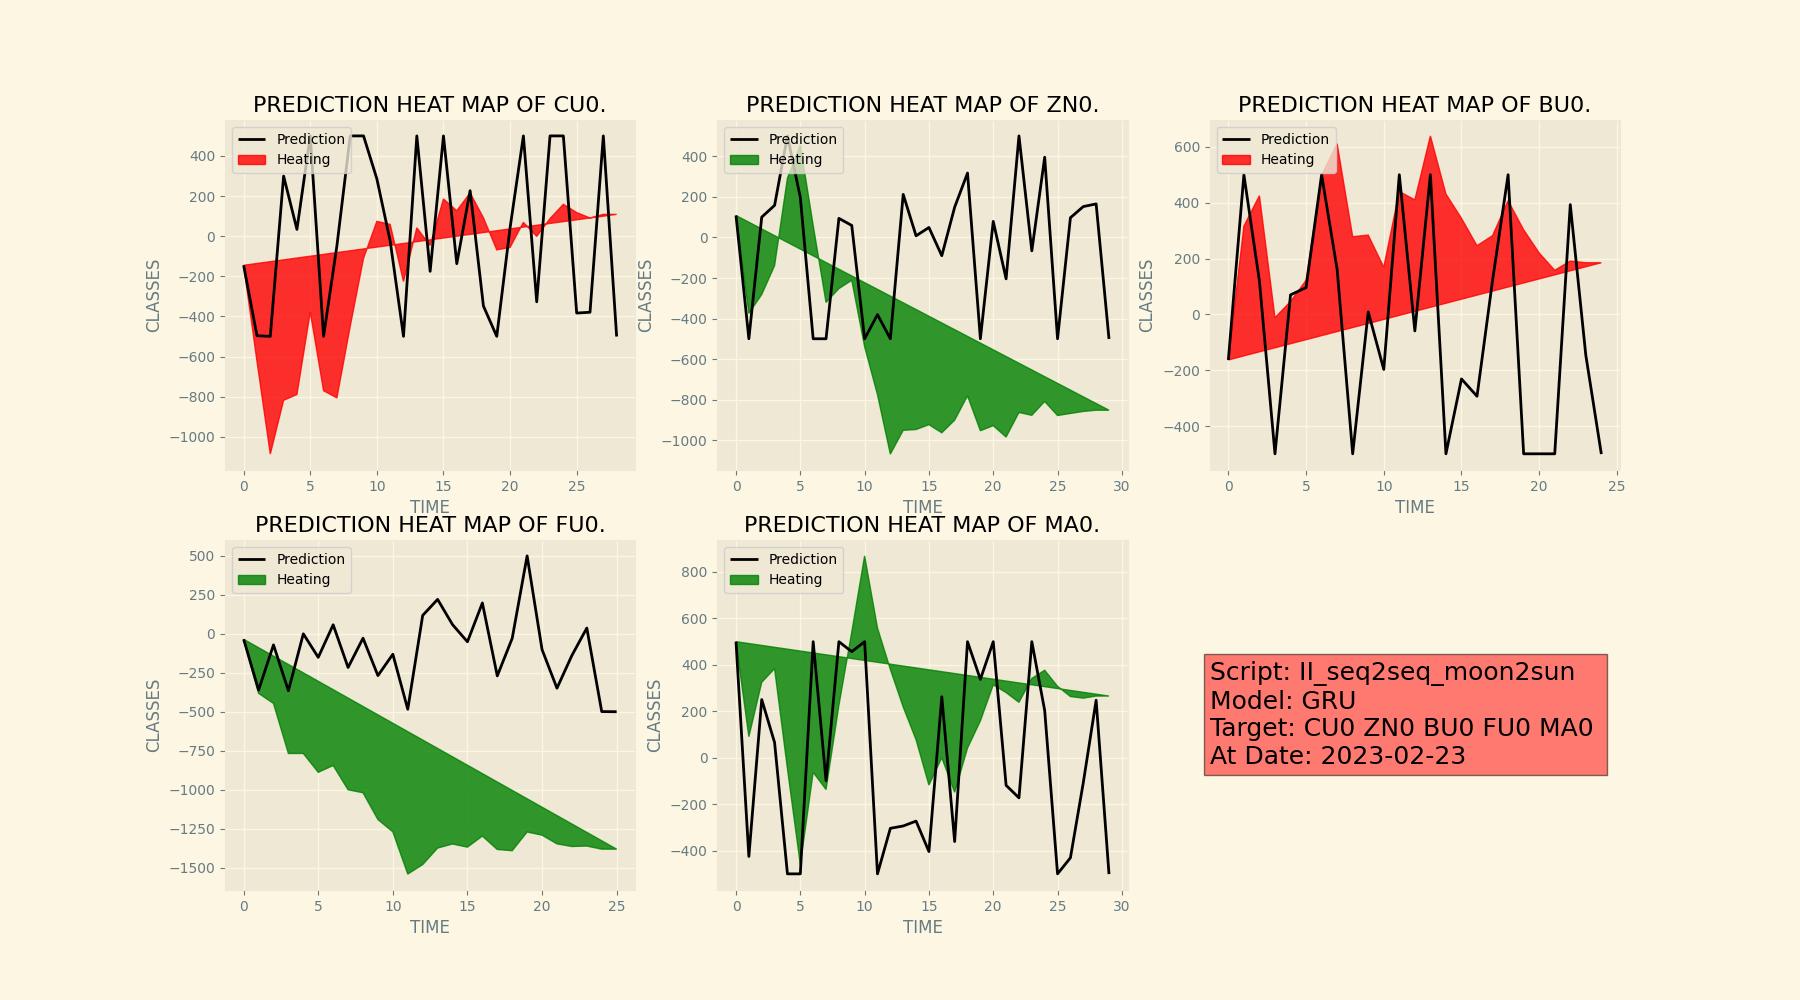 PREDICTION HEAT MAP OF CU0.
Prediction
Heating
CLASSES
400
200
0
−200
−400
−600
−800
−1000
0 5 10 15 20 25
TIME
PREDICTION HEAT MAP OF ZN0.
Prediction
Heating
CLASSES
400
200
0
−200
−400
−600
−800
−1000
0 5 10 15 20 25 30
TIME
PREDICTION HEAT MAP OF BU0.
Prediction
Heating
CLASSES
600
400
200
0
−200
−400
0 5 10 15 20 25
TIME
PREDICTION HEAT MAP OF FU0.
Prediction
Heating
CLASSES
500
250
0
−250
−500
−750
−1000
−1250
−1500
0 5 10 15 20 25
TIME
PREDICTION HEAT MAP OF MA0.
Prediction
Heating
CLASSES
800
600
400
200
0
−200
−400
0 5 10 15 20 25 30
TIME
Script: II_seq2seq_moon2sun
Model: GRU
Target: CU0 ZN0 BU0 FU0 MA0
At Date: 2023-02-23